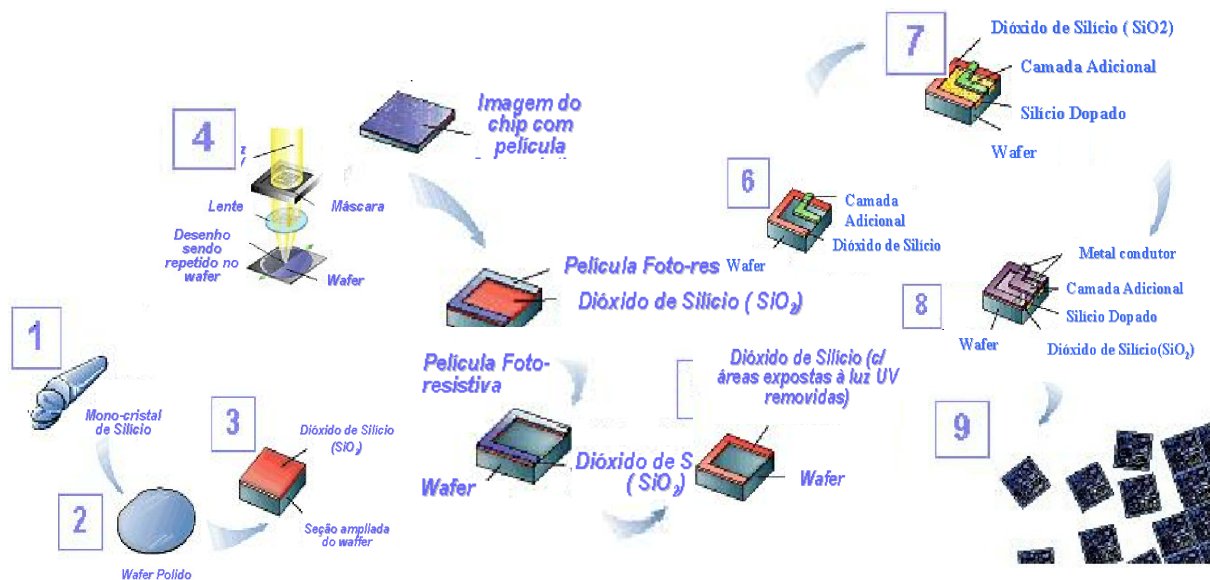 1
Mono-cristal
de Silício
2
Wafer Polido
3
Dióxido de Silício
(SiO₂)
Seção ampliada
do waffer
4
Lente
Máscara
Desenho
sendo
repetido no
wafer
Wafer
Imagem do
chip com
película
Película Foto-res
Dióxido de Silício ( SiO₂)
Película Foto-
resistiva
Wafer
Dióxido de S
( SiO₂)
Dióxido de Silício (c/
áreas expostas à luz UV
removidas)
Wafer
6
Camada
Adicional
Dióxido de Silício
Wafer
7
Dióxido de Silício ( SiO2)
Camada Adicional
Silício Dopado
Wafer
8
Metal condutor
Camada Adicional
Silício Dopado
Wafer
Dióxido de Silício(SiO₂)
9